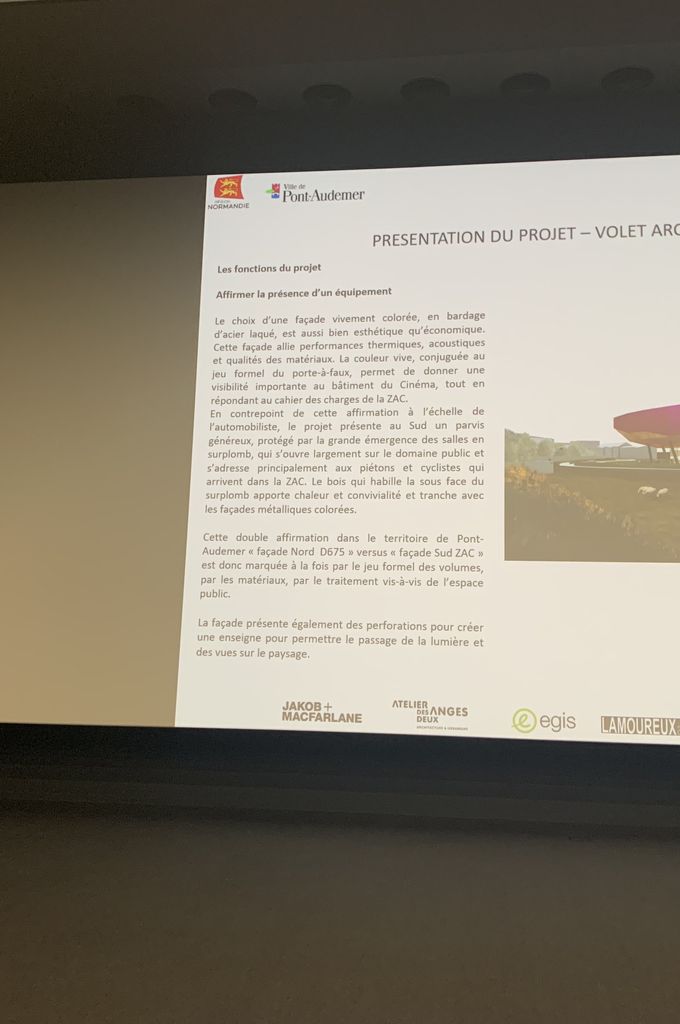 RÉGION
NORMANDIE
Ville de
Pont-Audemer
PRESENTATION DU PROJET – VOLET ARC
Les fonctions du projet
Affirmer la présence d'un équipement
Le choix d'une façade vivement colorée, en bardage
d'acier laqué, est aussi bien esthétique qu'économique.
Cette façade allie performances thermiques, acoustiques
et qualités des matériaux. La couleur vive, conjuguée au
jeu formel du porte-à-faux, permet de donner une
visibilité importante au bâtiment du Cinéma, tout en
répondant au cahier des charges de la ZAC.
En contrepoint de cette affirmation à l'échelle de
l'automobiliste, le projet présente au Sud un parvis
généreux, protégé par la grande émergence des salles en
surplomb, qui s'ouvre largement sur le domaine public et
s'adresse principalement aux piétons et cyclistes qui
arrivent dans la ZAC. Le bois qui habille la sous face du
surplomb apporte chaleur et convivialité et tranche avec
les façades métalliques colorées.
Cette double affirmation dans le territoire de Pont-
Audemer « façade Nord D675 » versus « façade Sud ZAC »
est donc marquée à la fois par le jeu formel des volumes,
par les matériaux, par le traitement vis-à-vis de l'espace
public.
La façade présente également des perforations pour créer
une enseigne pour permettre le passage de la lumière et
des vues sur le paysage.
JAKOB+
MACFARLANE
ATELIER
DES ANGES
DEUX
ARCHITECTURE & URBANISME
egis
LAMOUREUX